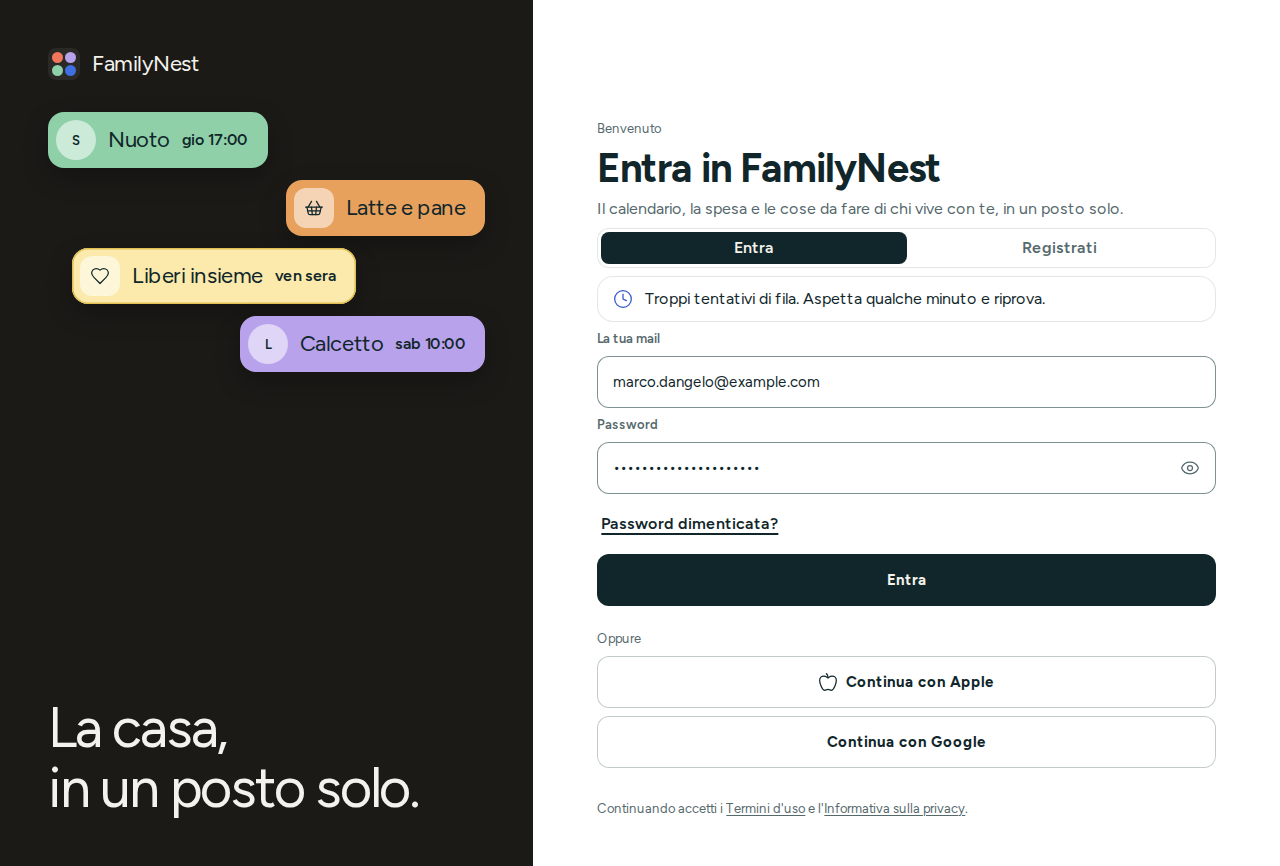 FamilyNest
S Nuoto gio 17:00
Latte e pane
Liberi insieme ven sera
L Calcetto sab 10:00
La casa,
in un posto solo.
Benvenuto
Entra in FamilyNest
Il calendario, la spesa e le cose da fare di chi vive con te, in un posto solo.
Entra Registrati
Troppi tentativi di fila. Aspetta qualche minuto e riprova.
La tua mail
marco.dangelo@example.com
Password
•••••••••••••••••••••
Password dimenticata?
Entra
Oppure
Continua con Apple
Continua con Google
Continuando accetti i Termini d'uso e l'Informativa sulla privacy.